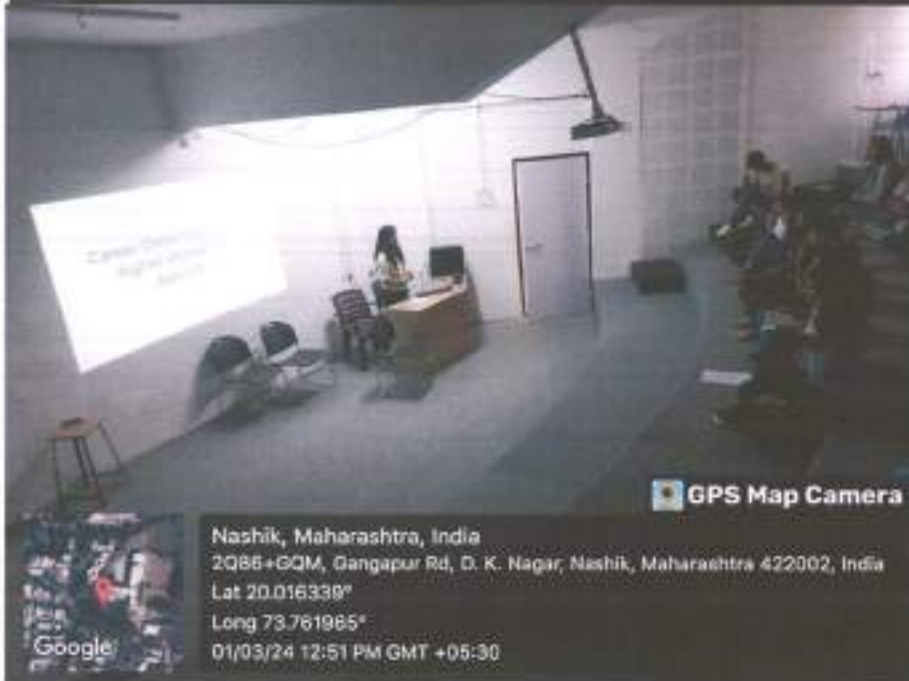 GPS Map Camera
Nashik, Maharashtra, India
2Q86+GQM, Gangapur Rd, D. K. Nagar, Nashik, Maharashtra 422002, India
Lat 20.016339°
Long 73.761965°
01/03/24 12:51 PM GMT +05:30
Google